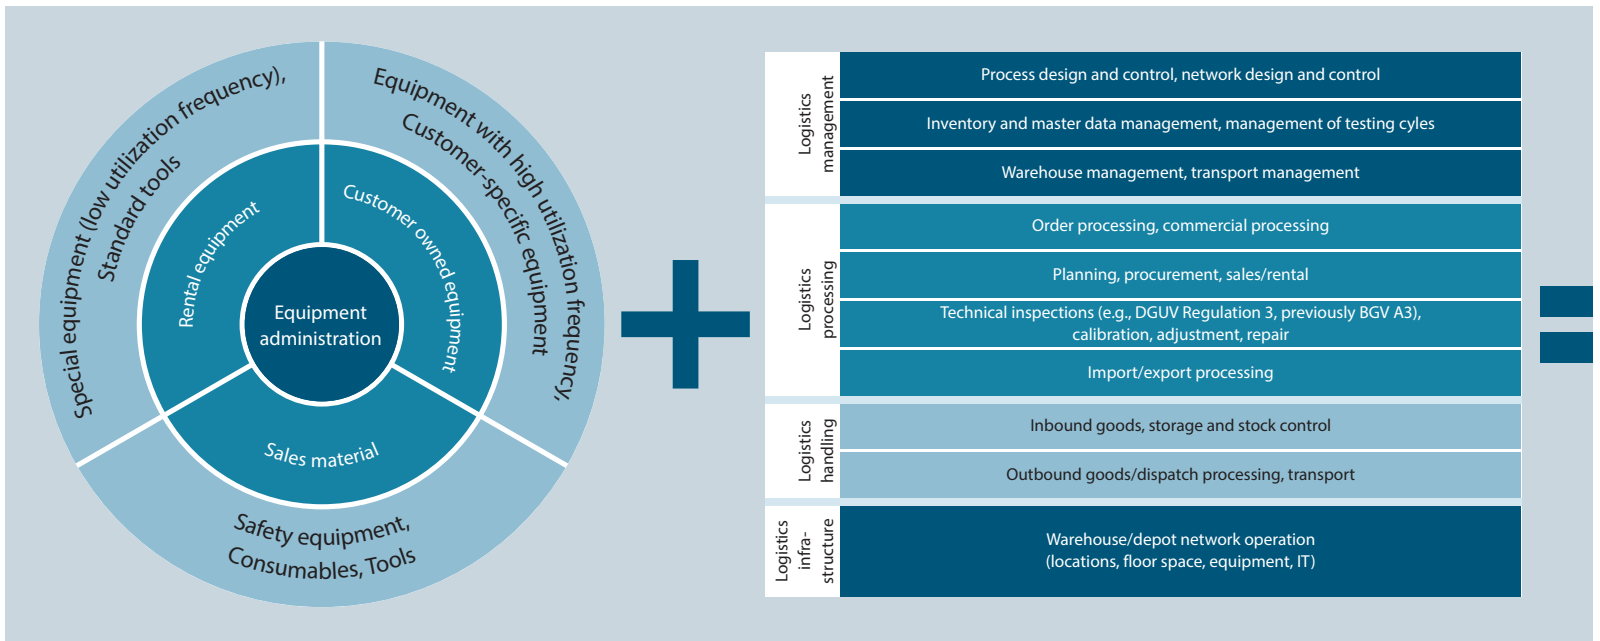 Special equipment (low utilization frequency),
Standard tools
Equipment with high utilization frequency,
Customer-specific equipment
Rental equipment
Customer owned equipment
Equipment
administration
Sales material
Safety equipment,
Consumables, Tools
Logistics
management
Process design and control, network design and control
Inventory and master data management, management of testing cyles
Warehouse management, transport management
Logistics
processing
Order processing, commercial processing
Planning, procurement, sales/rental
Technical inspections (e.g., DGUV Regulation 3, previously BGV A3),
calibration, adjustment, repair
Import/export processing
Logistics
handling
Inbound goods, storage and stock control
Outbound goods/dispatch processing, transport
Logistics
infra-
structure
Warehouse/depot network operation
(locations, floor space, equipment, IT)